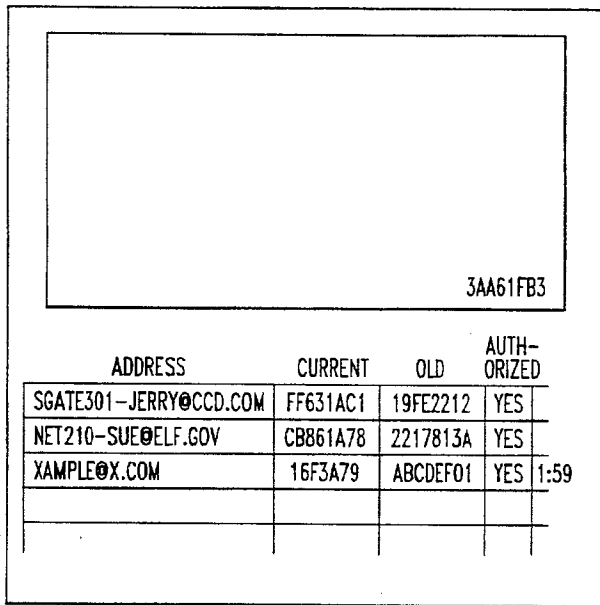 3AA61FB3
ADDRESS CURRENT OLD AUTH-
ORIZED
SGATE301-JERRY@CCD.COM FF631AC1 19FE2212 YES
NET210-SUE@ELF.GOV CB861A78 2217813A YES
XAMPLE@X.COM 16F3A79 ABCDEF01 YES 1:59